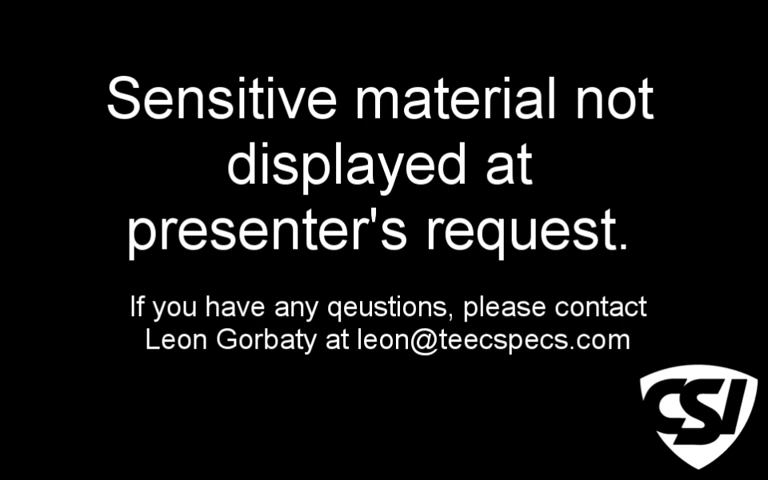 Sensitive material not
displayed at
presenter's request.
If you have any qeustions, please contact
Leon Gorbaty at leon@teecspecs.com
CSI